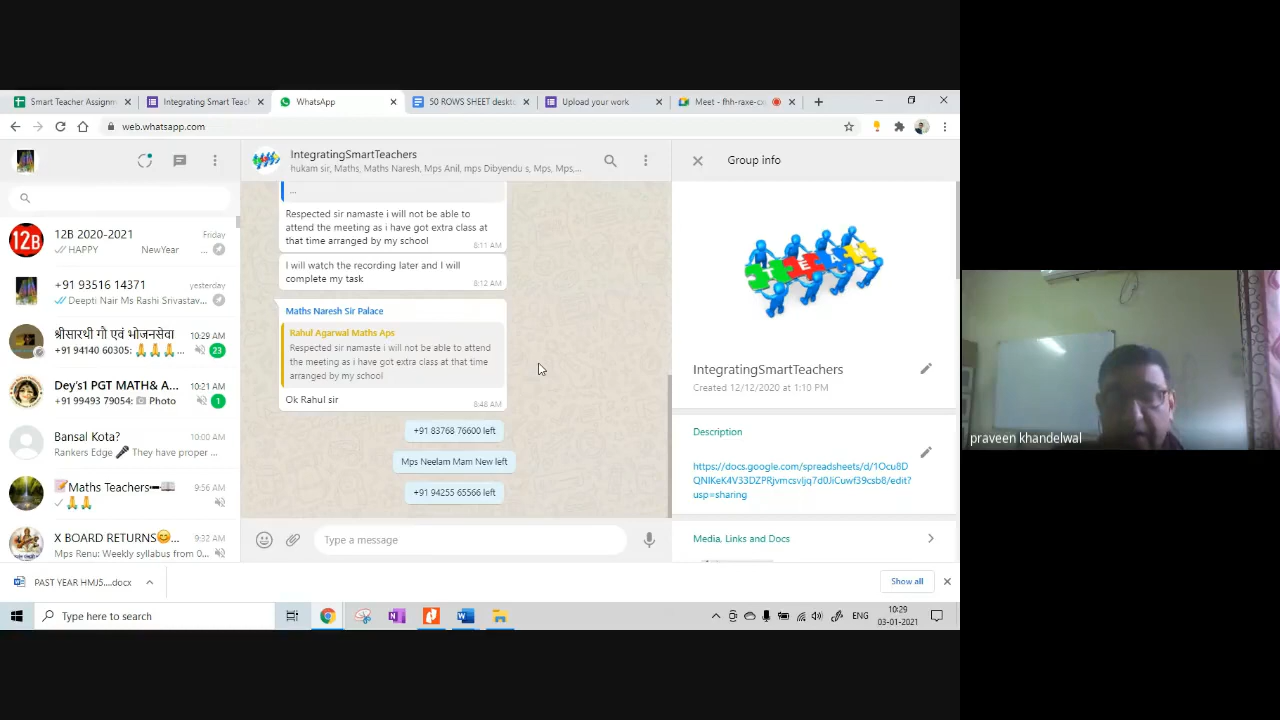 Smart Teacher Assignm
Integrating Smart Teac
WhatsApp
50 ROWS SHEET deskto
Upload your work
Meet - fhh-raxe-cx
web.whatsapp.com
12B 2020-2021
Friday
HAPPY NewYear ...
12B
+91 93516 14371
yesterday
Deepti Nair Ms Rashi Srivastav...
श्रीसारथी गौ एवं भोजनसेवा
10:29 AM
+91 94140 60305: 🙏🙏🙏...
23
Dey's1 PGT MATH& A...
10:21 AM
+91 99493 79054: Photo
1
Bansal Kota?
10:00 AM
Rankers Edge 🎤 They have proper ...
📝Maths Teachers✒📖
9:56 AM
🙏🙏
X BOARD RETURNS😊...
9:32 AM
Mps Renu: Weekly syllabus from 0...
IntegratingSmartTeachers
hukam sir, Maths, Maths Naresh, Mps Anil, mps Dibyendu s, Mps, Mps,...
...
Respected sir namaste i will not be able to
attend the meeting as i have got extra class at
that time arranged by my school
8:11 AM
I will watch the recording later and I will
complete my task
8:12 AM
Maths Naresh Sir Palace
Rahul Agarwal Maths Aps
Respected sir namaste i will not be able to attend
the meeting as i have got extra class at that time
arranged by my school
Ok Rahul sir
8:48 AM
+91 83768 76600 left
Mps Neelam Mam New left
+91 94255 65566 left
Type a message
Group info
TEAM
IntegratingSmartTeachers
Created 12/12/2020 at 1:10 PM
Description
https://docs.google.com/spreadsheets/d/1Ocu8D
QNIKeK4V33DZPRjvmcsvIjq7d0JiCuwf39csb8/edit?
usp=sharing
Media, Links and Docs
praveen khandelwal
PAST YEAR HMJ5....docx
Show all
Type here to search
ENG
10:29
03-01-2021